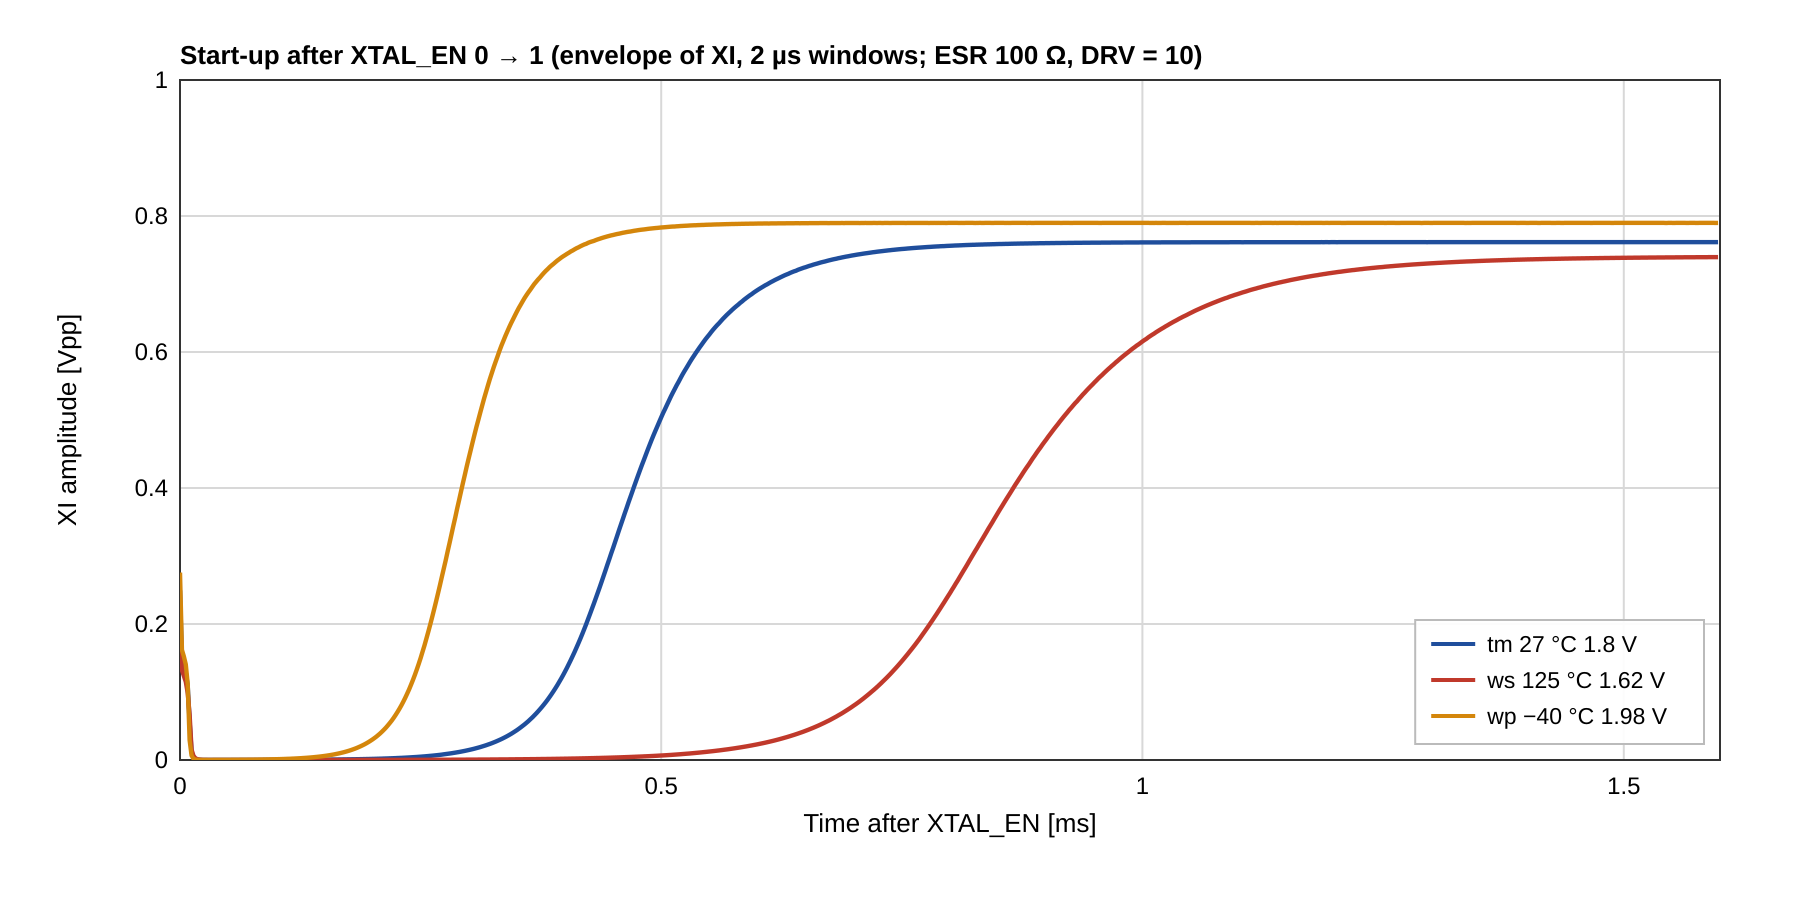 Start-up after XTAL_EN 0 → 1 (envelope of XI, 2 µs windows; ESR 100 Ω, DRV = 10)
1
0.8
0.6
0.4
0.2
0
XI amplitude [Vpp]
tm 27 °C 1.8 V
ws 125 °C 1.62 V
wp −40 °C 1.98 V
0 0.5 1 1.5
Time after XTAL_EN [ms]